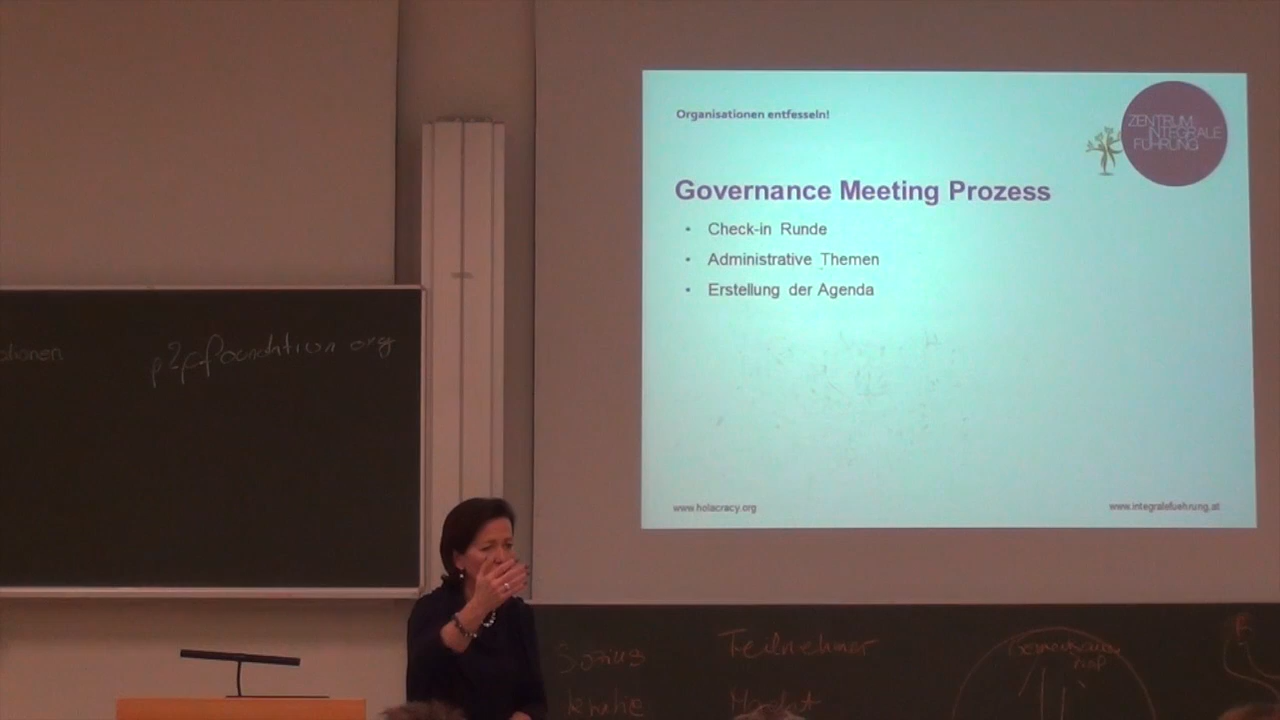 Organisationen entfesseln!
ZENTRUM
INTEGRALE
FÜHRUNG
Governance Meeting Prozess
• Check-in Runde
• Administrative Themen
• Erstellung der Agenda
www.holacracy.org
www.integralefuehrung.at
p2pfoundation org
Teilnehmer